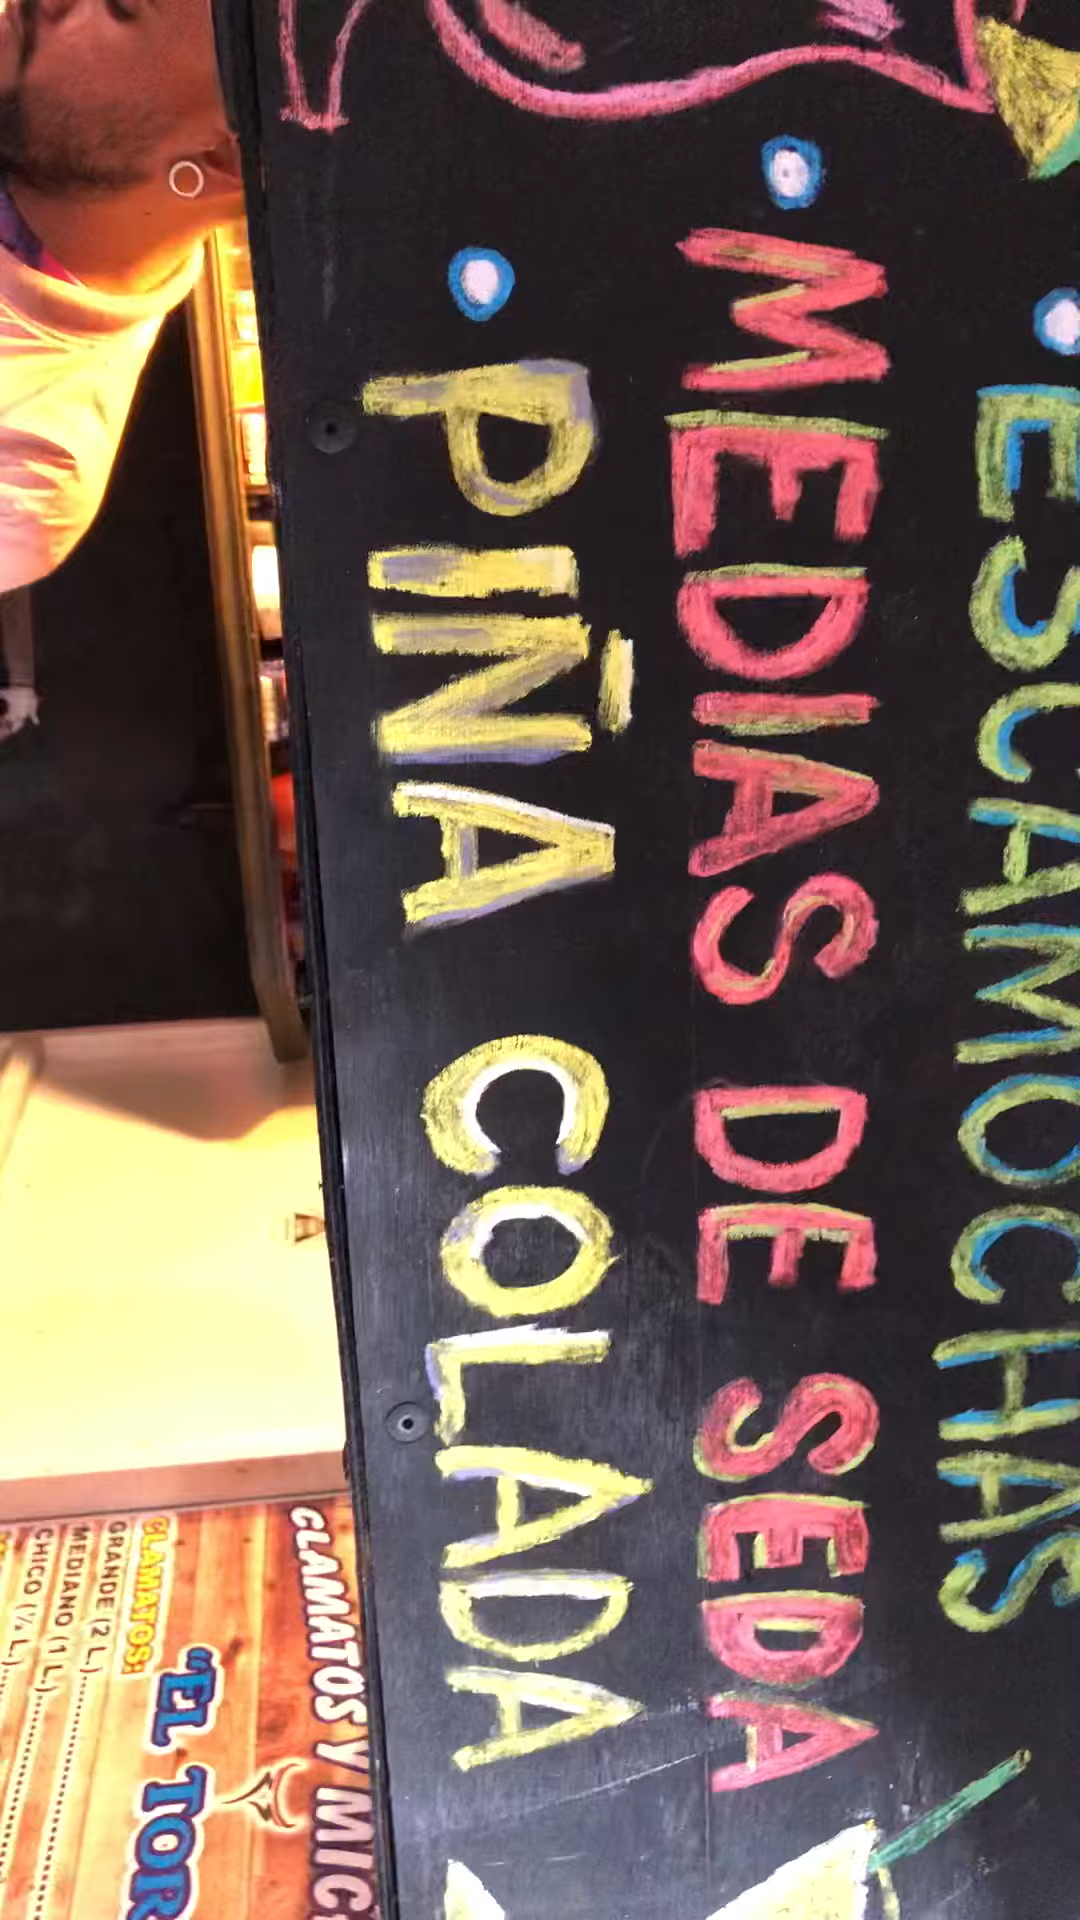 • ESCAMOCHAS
• MEDIAS DE SEDA
• PIÑA COLADA
CLAMATOS Y MIC
"EL TOR
CLAMATOS:
GRANDE (2 L)
MEDIANO (1 L)
CHICO (½ L)